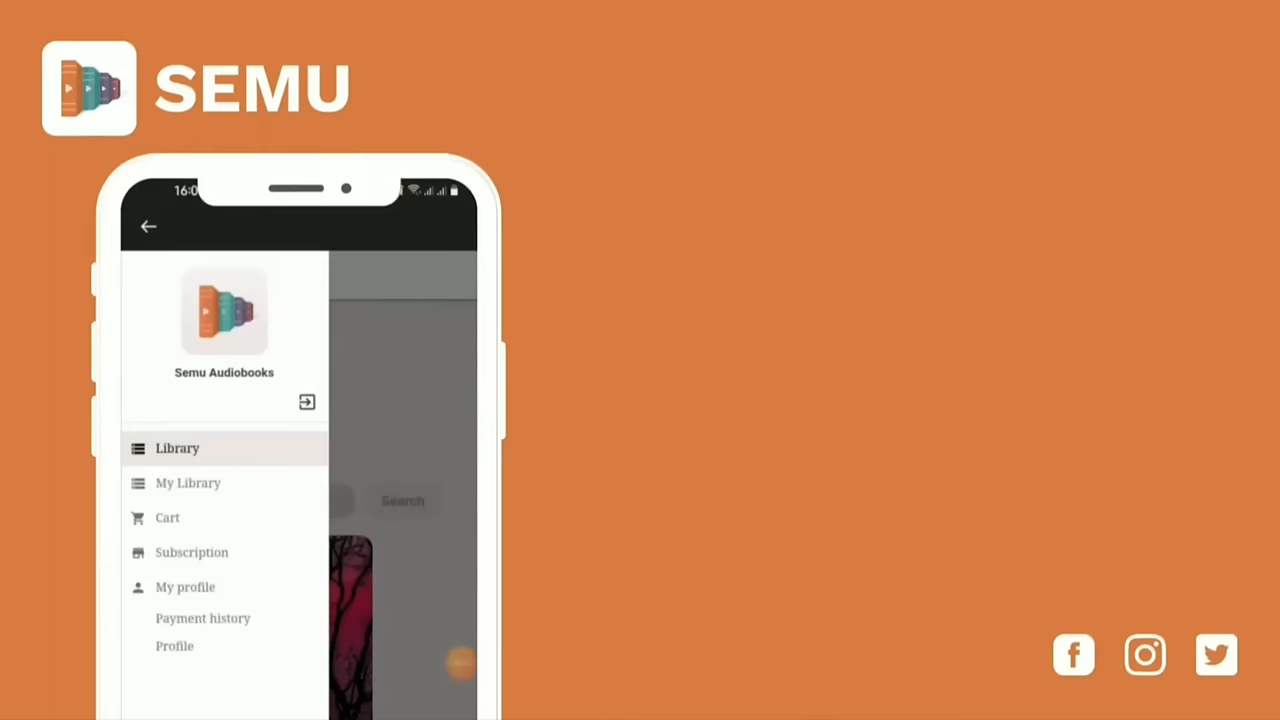 SEMU
16:0
Semu Audiobooks
Library
My Library
Cart
Search
Subscription
My profile
Payment history
Profile